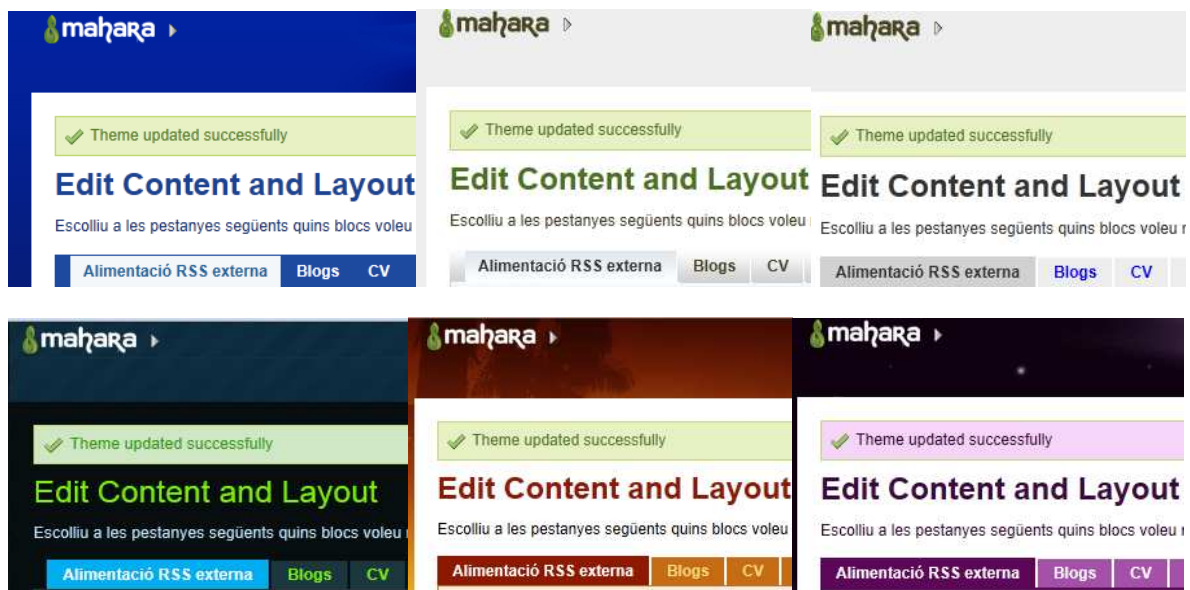 mahara
Theme updated successfully
Edit Content and Layout
Escolliu a les pestanyes següents quins blocs voleu
Alimentació RSS externa Blogs CV
mahara
Theme updated successfully
Edit Content and Layout
Escolliu a les pestanyes següents quins blocs voleu
Alimentació RSS externa Blogs CV
mahara
Theme updated successfully
Edit Content and Layout
Escolliu a les pestanyes següents quins blocs voleu
Alimentació RSS externa Blogs CV
mahara
Theme updated successfully
Edit Content and Layout
Escolliu a les pestanyes següents quins blocs voleu
Alimentació RSS externa Blogs CV
mahara
Theme updated successfully
Edit Content and Layout
Escolliu a les pestanyes següents quins blocs voleu
Alimentació RSS externa Blogs CV
mahara
Theme updated successfully
Edit Content and Layout
Escolliu a les pestanyes següents quins blocs voleu
Alimentació RSS externa Blogs CV